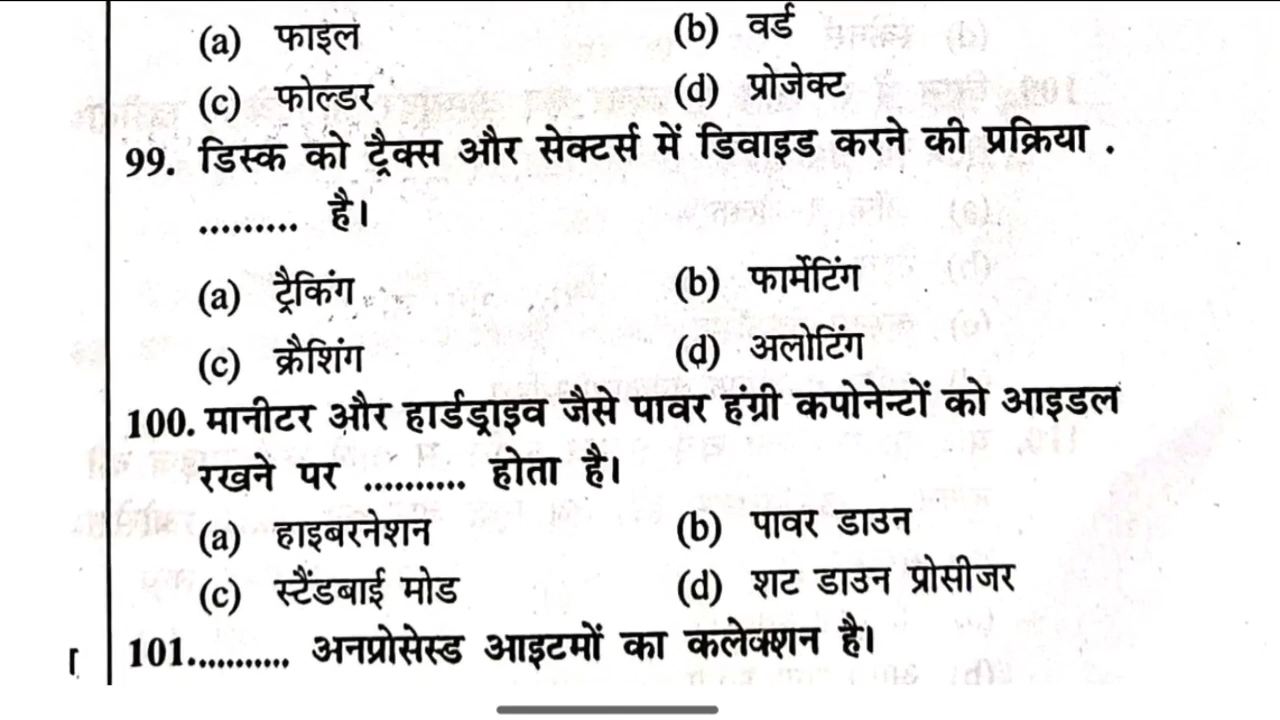 (a) फाइल (b) वर्ड
(c) फोल्डर (d) प्रोजेक्ट
99. डिस्क को ट्रैक्स और सेक्टर्स में डिवाइड करने की प्रक्रिया .
......... है।
(a) ट्रैकिंग (b) फार्मेटिंग
(c) क्रैशिंग (d) अलोटिंग
100. मानीटर और हार्डड्राइव जैसे पावर हंग्री कपोनेन्टों को आइडल
रखने पर .......... होता है।
(a) हाइबरनेशन (b) पावर डाउन
(c) स्टैंडबाई मोड (d) शट डाउन प्रोसीजर
101........... अनप्रोसेस्ड आइटमों का कलेक्शन है।